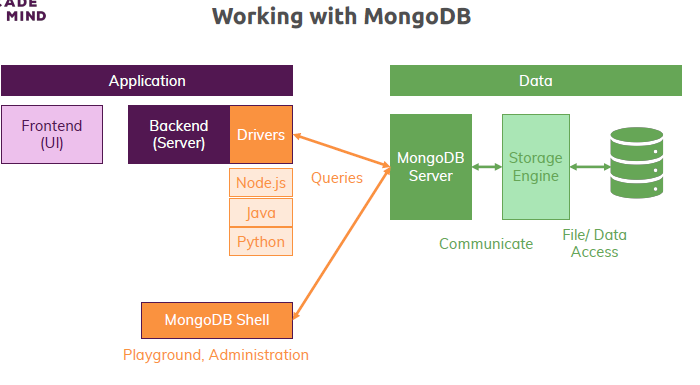 MIND
Working with MongoDB
Application
Data
Frontend
(UI)
Backend
(Server)
Drivers
Node.js
Java
Python
Queries
MongoDB
Server
Storage
Engine
Communicate
File/ Data
Access
MongoDB Shell
Playground, Administration